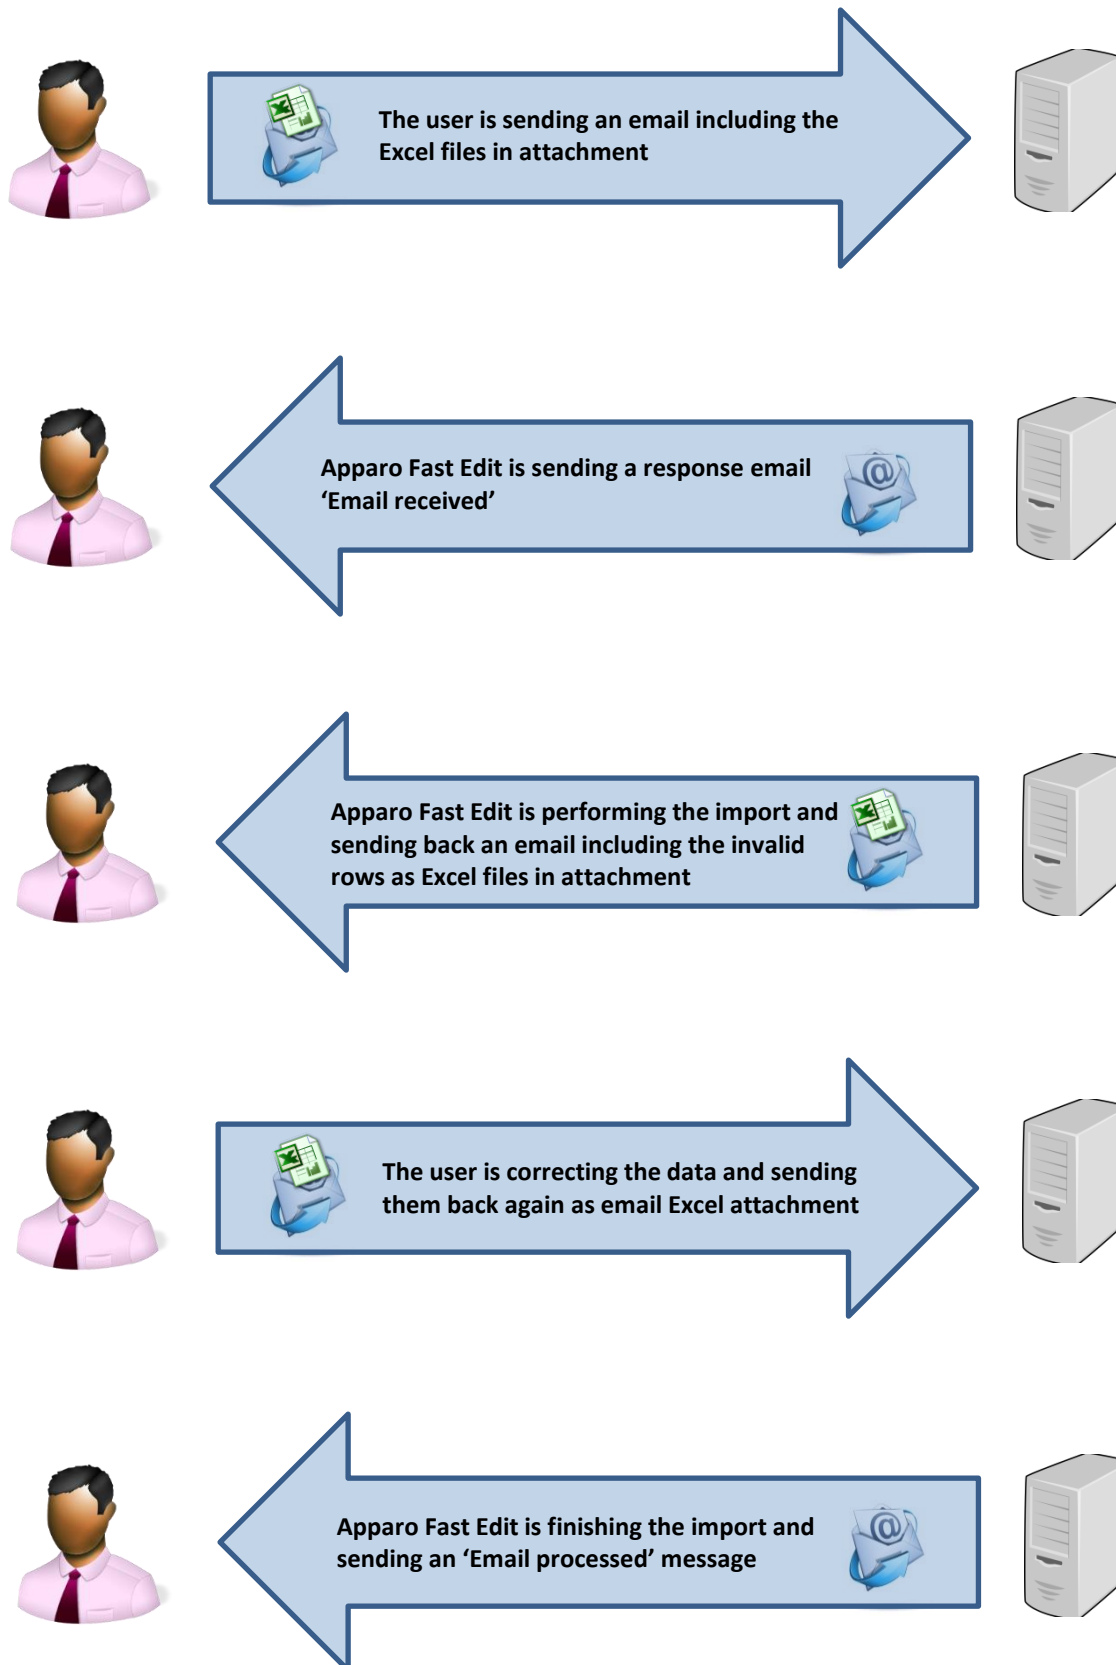 The user is sending an email including the
Excel files in attachment
Apparo Fast Edit is sending a response email
‘Email received’
Apparo Fast Edit is performing the import and
sending back an email including the invalid
rows as Excel files in attachment
The user is correcting the data and sending
them back again as email Excel attachment
Apparo Fast Edit is finishing the import and
sending an ‘Email processed’ message